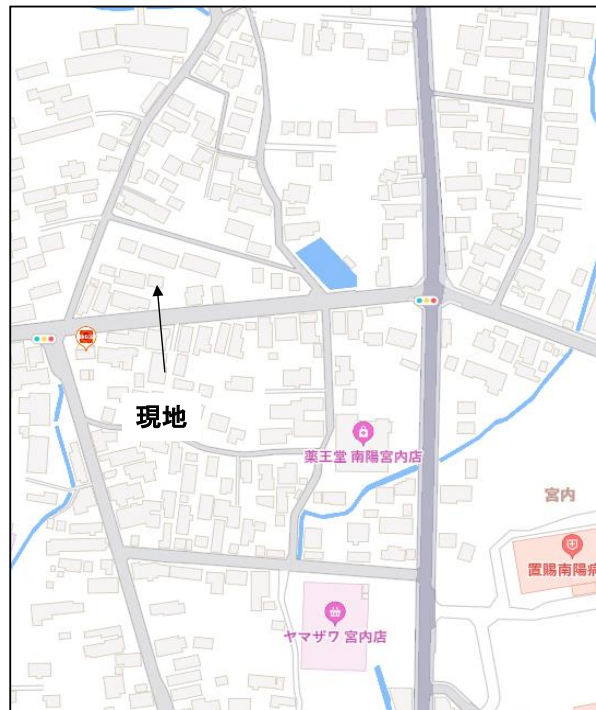 現地
薬王堂 南陽宮内店
宮内
置賜南陽病
ヤマザワ 宮内店